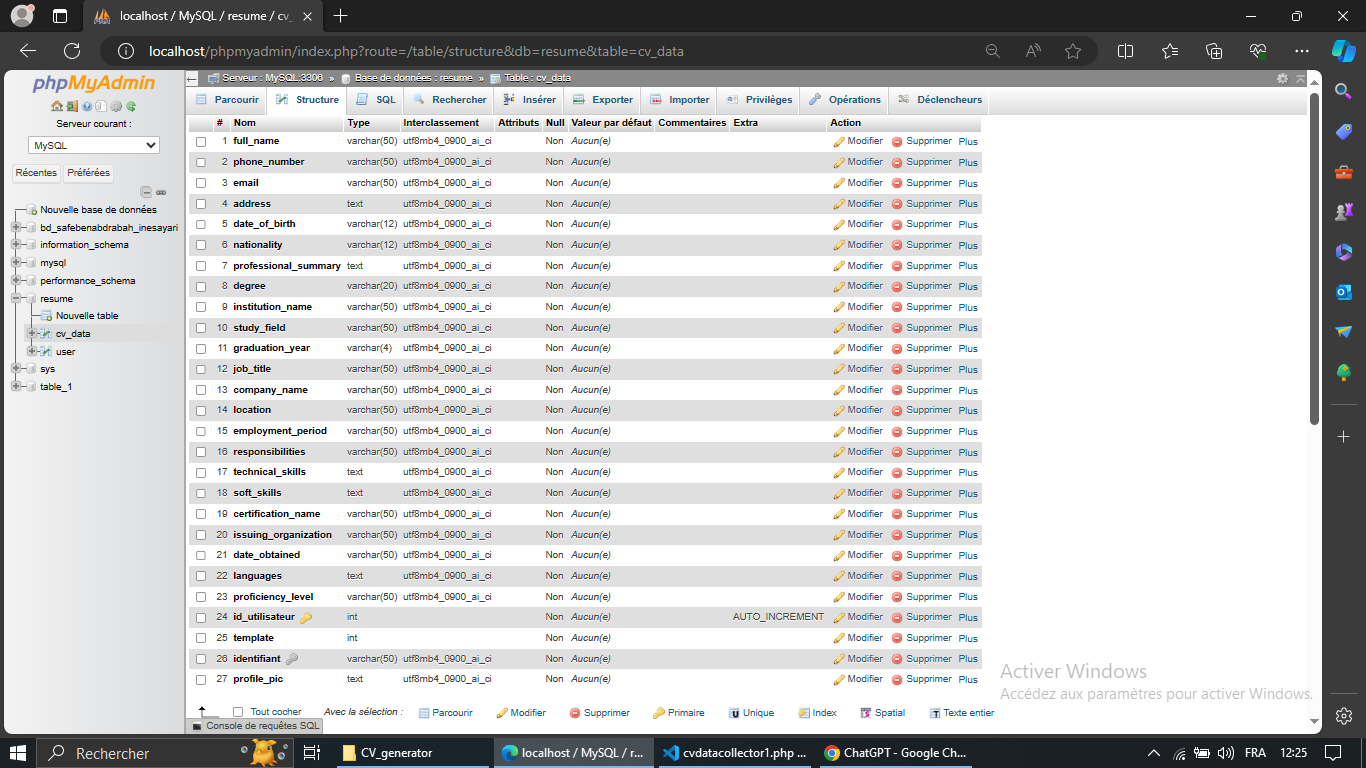 localhost / MySQL / resume / cv_
localhost/phpmyadmin/index.php?route=/table/structure&db=resume&table=cv_data
phpMyAdmin
Serveur courant :
MySQL
Récentes Préférées
Nouvelle base de données
bd_safebenabdrabah_inesayari
information_schema
mysql
performance_schema
resume
Nouvelle table
cv_data
user
sys
table_1
Serveur : MySQL:3306 » Base de données : resume » Table : cv_data
Parcourir Structure SQL Rechercher Insérer Exporter Importer Privilèges Opérations Déclencheurs
# Nom Type Interclassement Attributs Null Valeur par défaut Commentaires Extra Action
1 full_name varchar(50) utf8mb4_0900_ai_ci Non Aucun(e) Modifier Supprimer Plus
2 phone_number varchar(50) utf8mb4_0900_ai_ci Non Aucun(e) Modifier Supprimer Plus
3 email varchar(50) utf8mb4_0900_ai_ci Non Aucun(e) Modifier Supprimer Plus
4 address text utf8mb4_0900_ai_ci Non Aucun(e) Modifier Supprimer Plus
5 date_of_birth varchar(12) utf8mb4_0900_ai_ci Non Aucun(e) Modifier Supprimer Plus
6 nationality varchar(12) utf8mb4_0900_ai_ci Non Aucun(e) Modifier Supprimer Plus
7 professional_summary text utf8mb4_0900_ai_ci Non Aucun(e) Modifier Supprimer Plus
8 degree varchar(20) utf8mb4_0900_ai_ci Non Aucun(e) Modifier Supprimer Plus
9 institution_name varchar(50) utf8mb4_0900_ai_ci Non Aucun(e) Modifier Supprimer Plus
10 study_field varchar(50) utf8mb4_0900_ai_ci Non Aucun(e) Modifier Supprimer Plus
11 graduation_year varchar(4) utf8mb4_0900_ai_ci Non Aucun(e) Modifier Supprimer Plus
12 job_title varchar(50) utf8mb4_0900_ai_ci Non Aucun(e) Modifier Supprimer Plus
13 company_name varchar(50) utf8mb4_0900_ai_ci Non Aucun(e) Modifier Supprimer Plus
14 location varchar(50) utf8mb4_0900_ai_ci Non Aucun(e) Modifier Supprimer Plus
15 employment_period varchar(50) utf8mb4_0900_ai_ci Non Aucun(e) Modifier Supprimer Plus
16 responsibilities varchar(50) utf8mb4_0900_ai_ci Non Aucun(e) Modifier Supprimer Plus
17 technical_skills text utf8mb4_0900_ai_ci Non Aucun(e) Modifier Supprimer Plus
18 soft_skills text utf8mb4_0900_ai_ci Non Aucun(e) Modifier Supprimer Plus
19 certification_name varchar(50) utf8mb4_0900_ai_ci Non Aucun(e) Modifier Supprimer Plus
20 issuing_organization varchar(50) utf8mb4_0900_ai_ci Non Aucun(e) Modifier Supprimer Plus
21 date_obtained varchar(50) utf8mb4_0900_ai_ci Non Aucun(e) Modifier Supprimer Plus
22 languages text utf8mb4_0900_ai_ci Non Aucun(e) Modifier Supprimer Plus
23 proficiency_level varchar(50) utf8mb4_0900_ai_ci Non Aucun(e) Modifier Supprimer Plus
24 id_utilisateur int Non Aucun(e) AUTO_INCREMENT Modifier Supprimer Plus
25 template int Non Aucun(e) Modifier Supprimer Plus
26 identifiant varchar(50) utf8mb4_0900_ai_ci Non Aucun(e) Modifier Supprimer Plus
27 profile_pic text utf8mb4_0900_ai_ci Non Aucun(e) Modifier Supprimer Plus
Tout cocher Avec la sélection : Parcourir Modifier Supprimer Primaire Unique Index Spatial Texte entier
Console de requêtes SQL
Activer Windows
Accédez aux paramètres pour activer Windows.
Rechercher CV_generator localhost / MySQL / r... cvdatacollector1.php ... ChatGPT - Google Ch... FRA 12:25